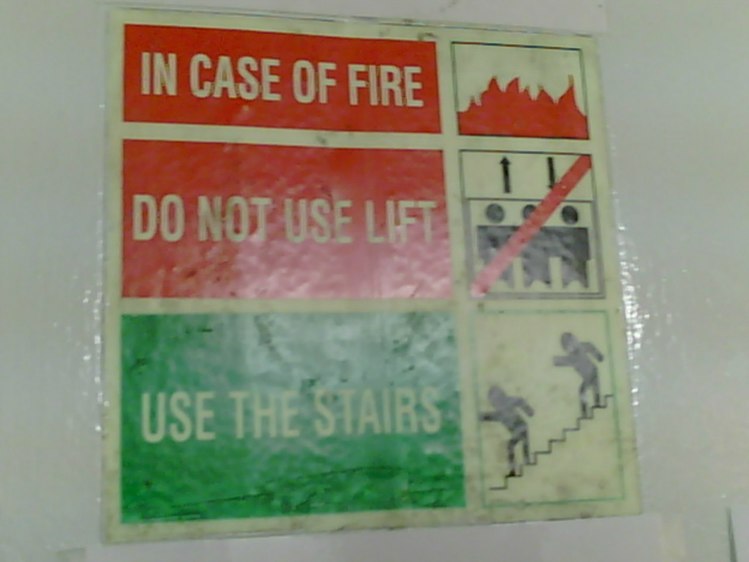 IN CASE OF FIRE
DO NOT USE LIFT
USE THE STAIRS